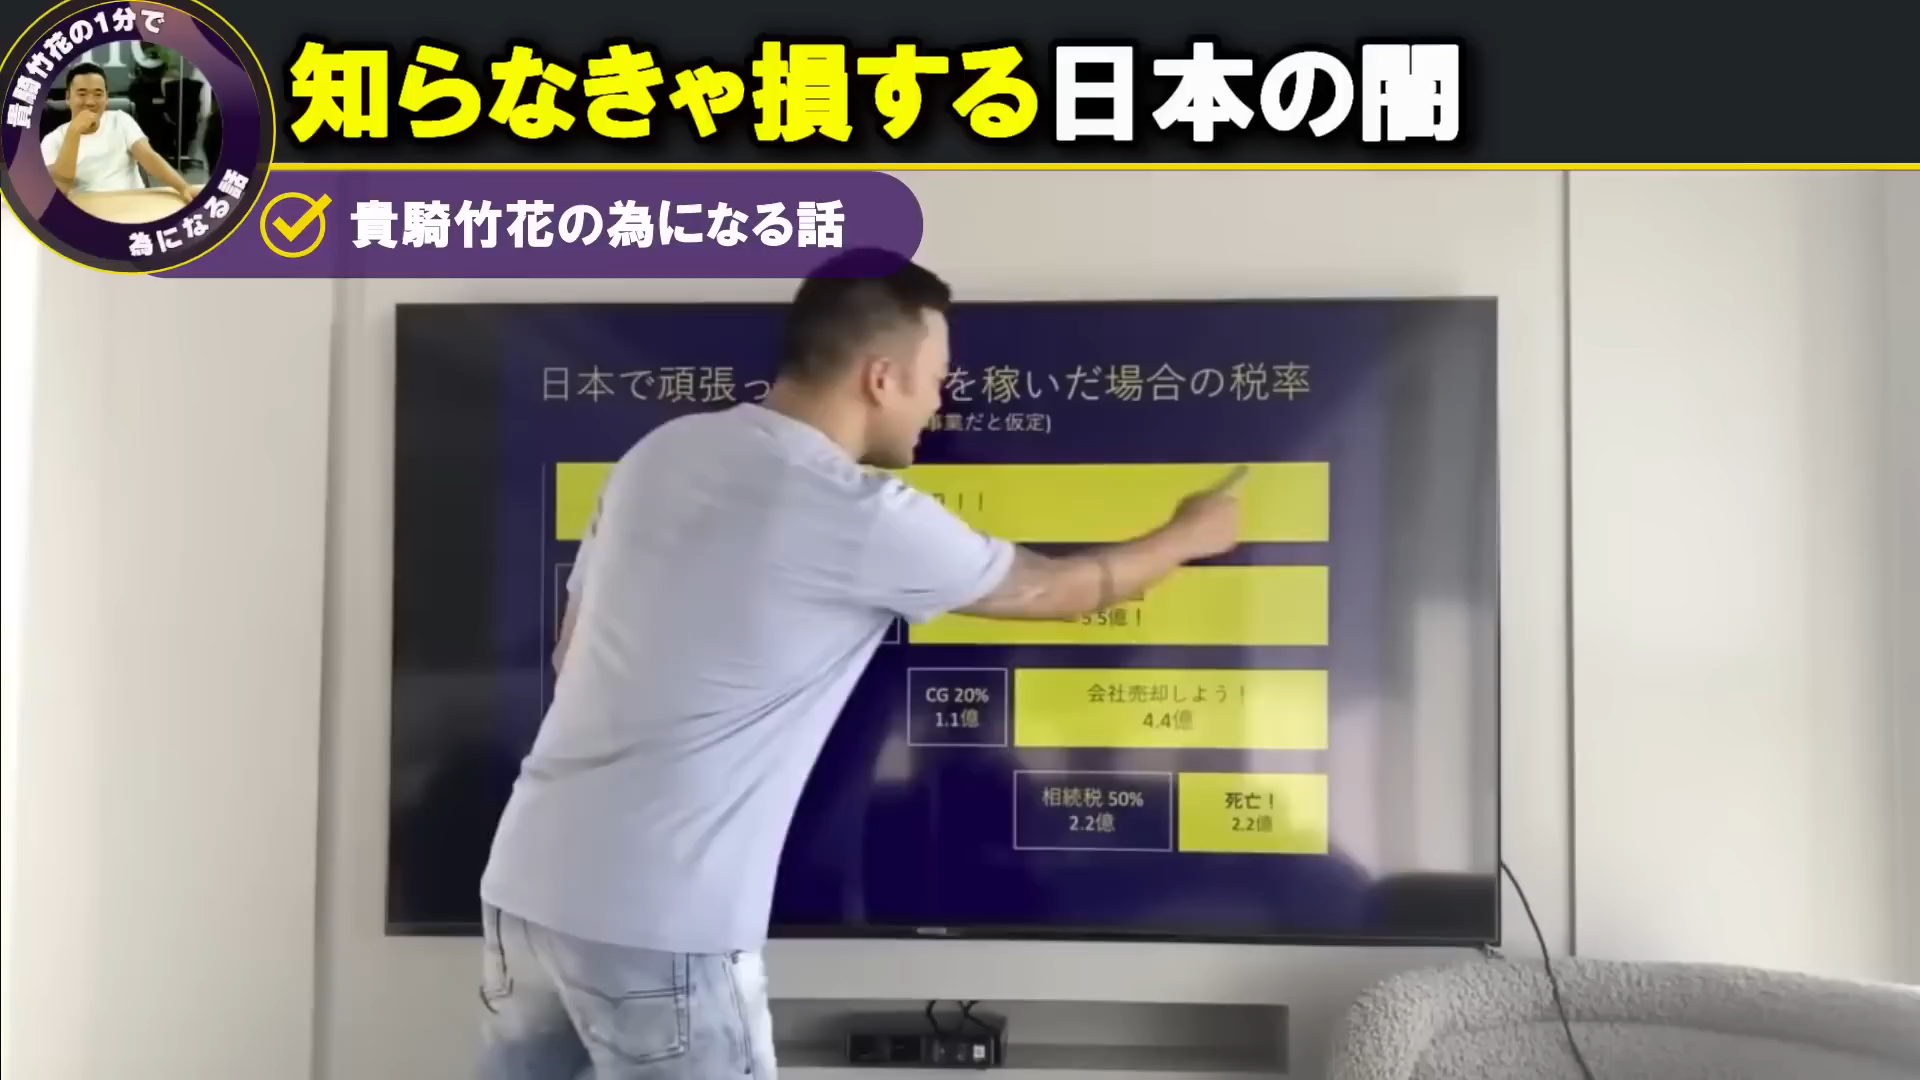 貴騎竹花の1分で
為になる話
知らなきゃ損する日本の闇
貴騎竹花の為になる話
日本で頑張っ
を稼いだ場合の税率
事業だと仮定)
！！
5.5億！
CG 20%
1.1億
会社売却しよう！
4.4億
相続税 50%
2.2億
死亡！
2.2億